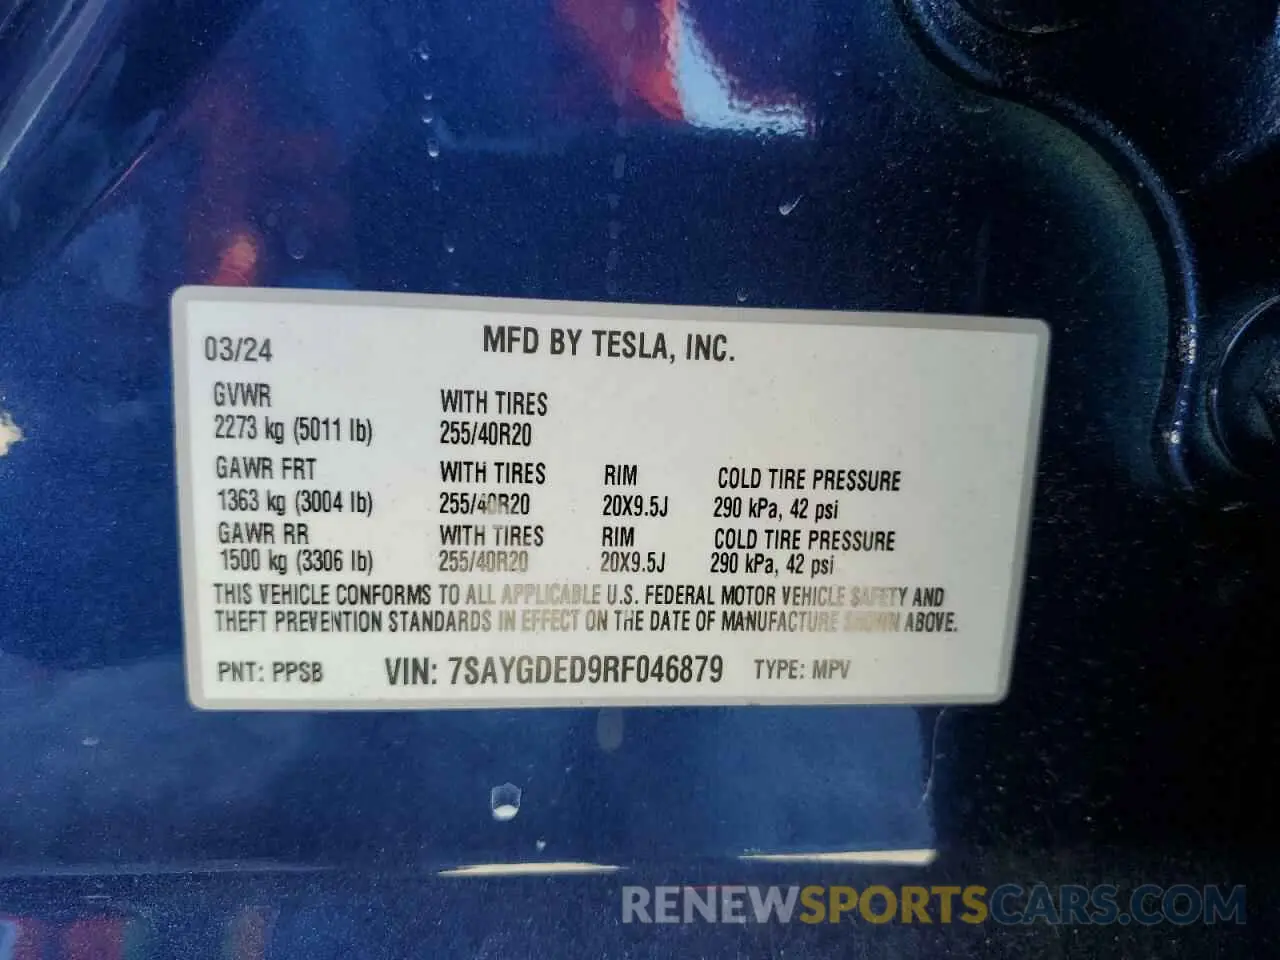 03/24 MFD BY TESLA, INC.
GVWR WITH TIRES
2273 kg (5011 lb) 255/40R20
GAWR FRT WITH TIRES RIM COLD TIRE PRESSURE
1363 kg (3004 lb) 255/40R20 20X9.5J 290 kPa, 42 psi
GAWR RR WITH TIRES RIM COLD TIRE PRESSURE
1500 kg (3306 lb) 255/40R20 20X9.5J 290 kPa, 42 psi
THIS VEHICLE CONFORMS TO ALL APPLICABLE U.S. FEDERAL MOTOR VEHICLE SAFETY AND
THEFT PREVENTION STANDARDS IN EFFECT ON THE DATE OF MANUFACTURE SHOWN ABOVE.
PNT: PPSB VIN: 7SAYGDED9RF046879 TYPE: MPV
RENEWSPORTSCARS.COM